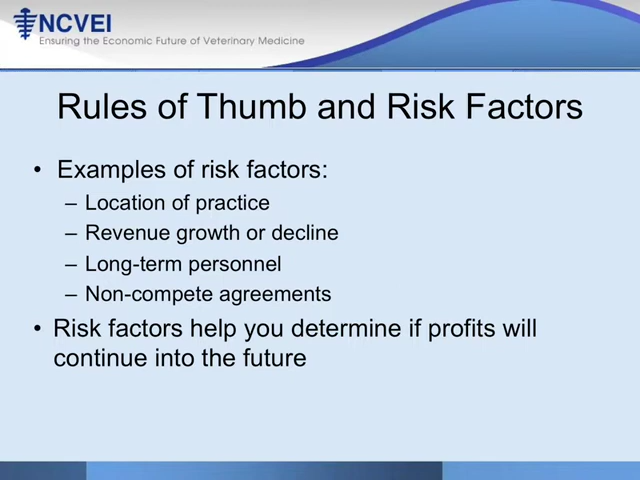 NCVEI
Ensuring the Economic Future of Veterinary Medicine
Rules of Thumb and Risk Factors
• Examples of risk factors:
– Location of practice
– Revenue growth or decline
– Long-term personnel
– Non-compete agreements
• Risk factors help you determine if profits will
continue into the future